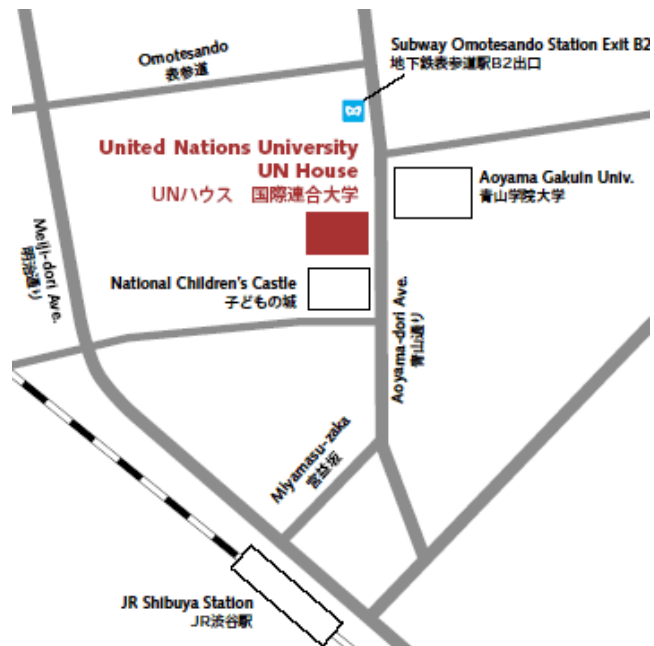 Omotesando
表参道
Subway Omotesando Station Exit B2
地下鉄表参道駅B2出口
United Nations University
UN House
UNハウス 国際連合大学
Aoyama Gakuin Univ.
青山学院大学
Meiji-dori Ave.
明治通り
National Children's Castle
子どもの城
Aoyama-dori Ave.
青山通り
Miyamasu-zaka
宮益坂
JR Shibuya Station
JR渋谷駅